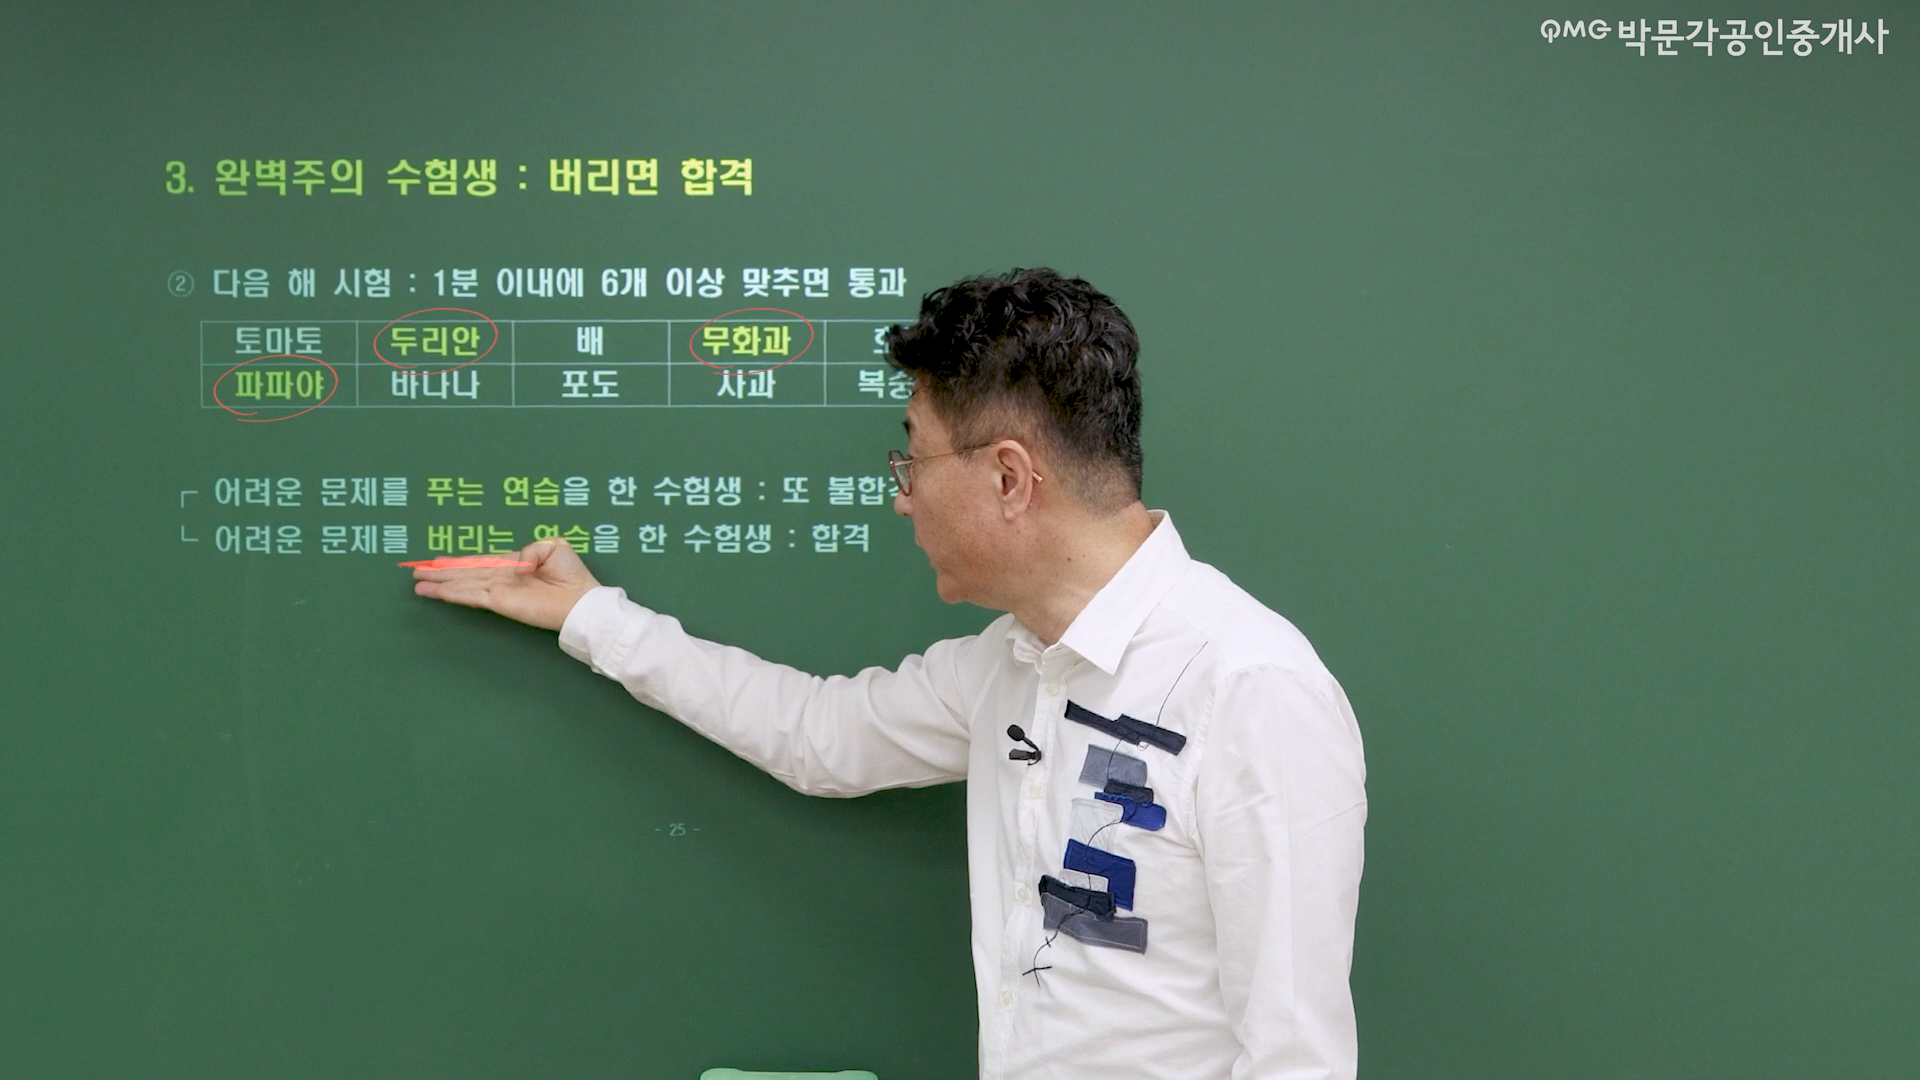 QMG 박문각공인중개사
3. 완벽주의 수험생 : 버리면 합격
② 다음 해 시험 : 1분 이내에 6개 이상 맞추면 통과
토마토 두리안 배 무화과
파파야 바나나 포도 사과
┌ 어려운 문제를 푸는 연습을 한 수험생 : 또 불합
└ 어려운 문제를 버리는 연습을 한 수험생 : 합격
- 25 -